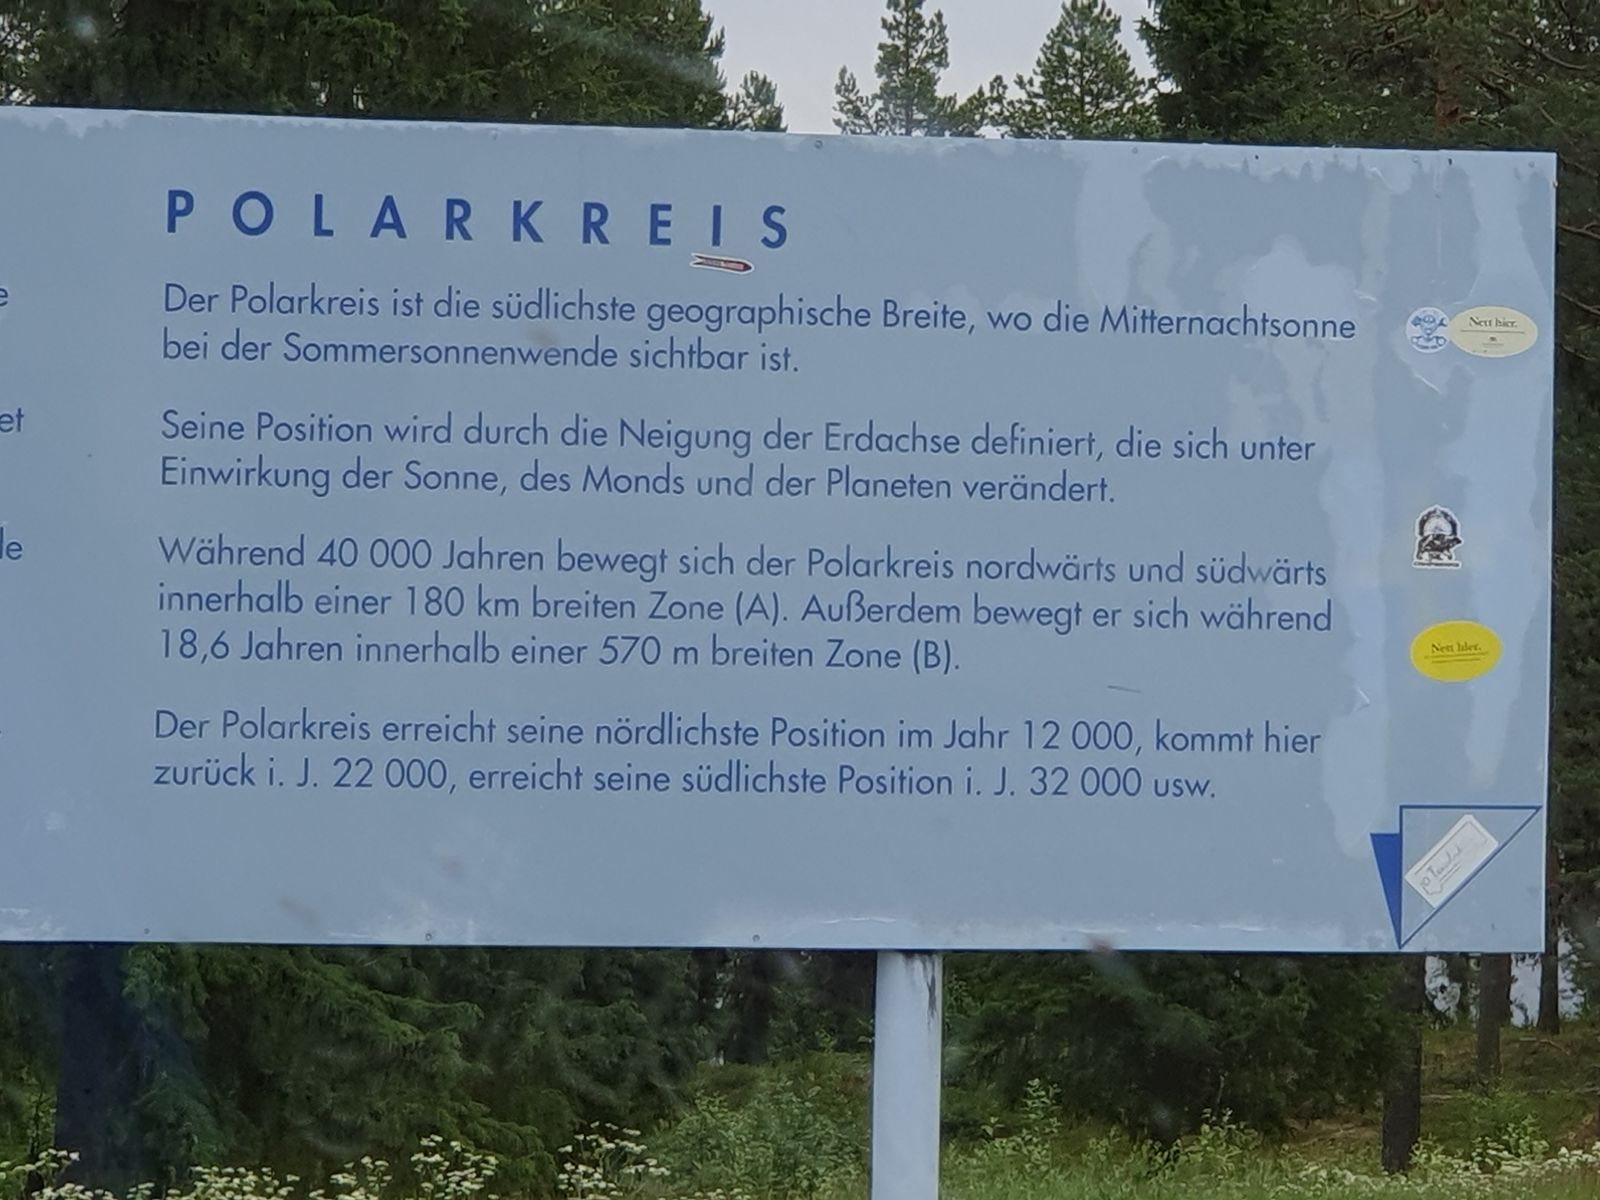 POLARKREIS
Der Polarkreis ist die südlichste geographische Breite, wo die Mitternachtsonne
bei der Sommersonnenwende sichtbar ist.
Seine Position wird durch die Neigung der Erdachse definiert, die sich unter
Einwirkung der Sonne, des Monds und der Planeten verändert.
Während 40 000 Jahren bewegt sich der Polarkreis nordwärts und südwärts
innerhalb einer 180 km breiten Zone (A). Außerdem bewegt er sich während
18,6 Jahren innerhalb einer 570 m breiten Zone (B).
Der Polarkreis erreicht seine nördlichste Position im Jahr 12 000, kommt hier
zurück i. J. 22 000, erreicht seine südlichste Position i. J. 32 000 usw.
e
et
le
Nett hier.
Nett hier.